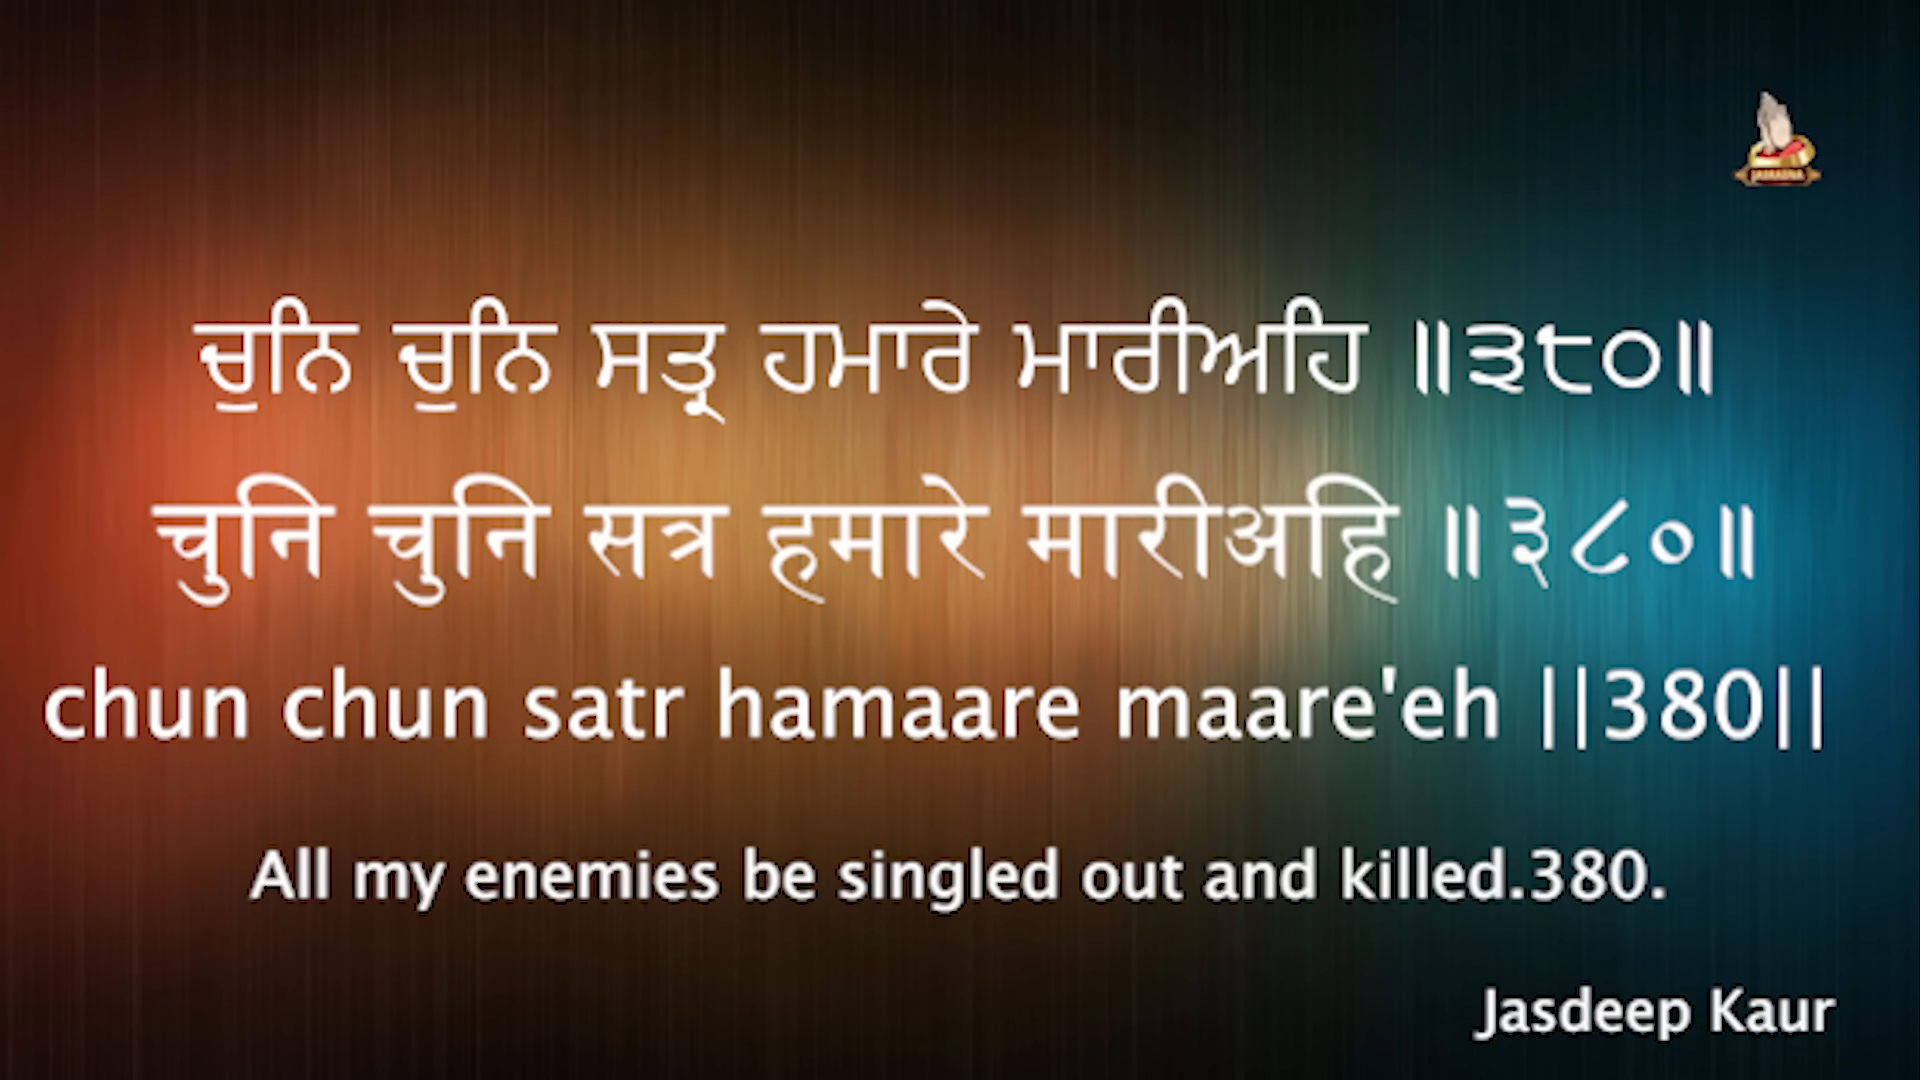 ਚੁਨਿ ਚੁਨਿ ਸਤ੍ਰ ਹਮਾਰੇ ਮਾਰੀਅਹਿ ॥੩੮੦॥
चुनि चुनि सत्र हमारे मारीअहि ॥३८०॥
chun chun satr hamaare maare'eh ||380||
All my enemies be singled out and killed.380.
Jasdeep Kaur